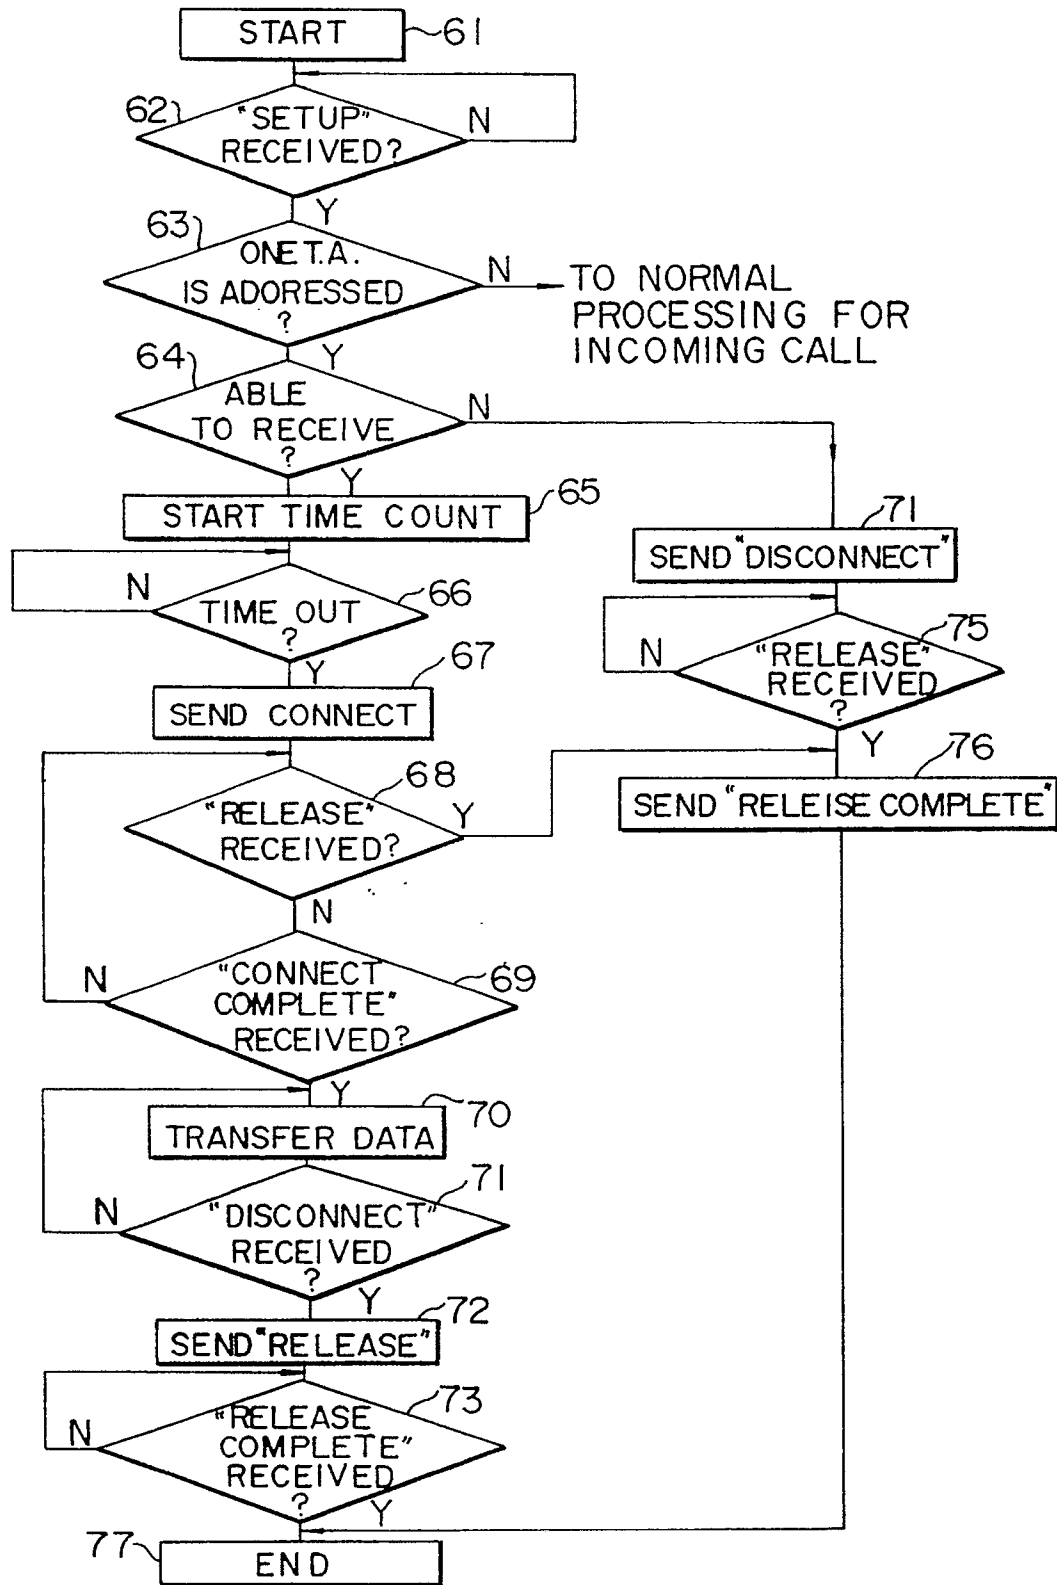 START
61
62
"SETUP"
RECEIVED?
N
Y
63
ONE T.A.
IS ADORESSED
?
N
TO NORMAL
PROCESSING FOR
INCOMING CALL
Y
64
ABLE
TO RECEIVE
?
N
Y
65
START TIME COUNT
71
SEND "DISCONNECT"
N
TIME OUT
?
66
75
N
"RELEASE"
RECEIVED
?
Y
67
SEND CONNECT
Y
76
SEND "RELEISE COMPLETE"
68
"RELEASE"
RECEIVED?
Y
N
N
"CONNECT
COMPLETE"
RECEIVED?
69
Y
70
TRANSFER DATA
71
N
"DISCONNECT"
RECEIVED
?
Y
72
SEND "RELEASE"
73
N
"RELEASE
COMPLETE"
RECEIVED
?
Y
77
END